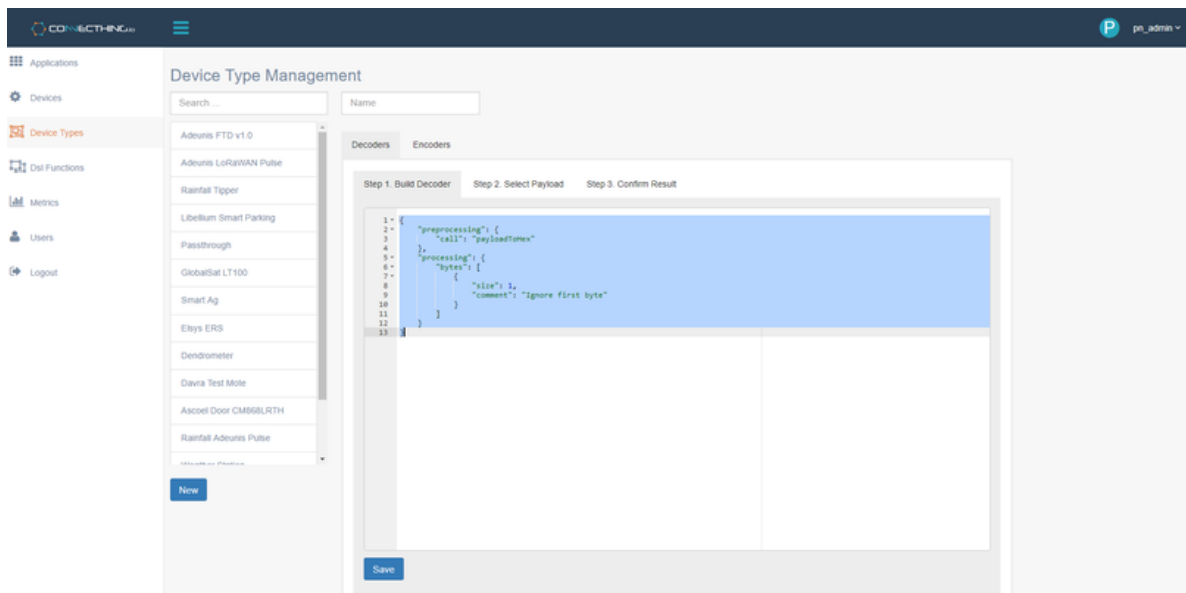 CONNECTHING.io
pn_admin
Applications
Devices
Device Types
Dsl Functions
Metrics
Users
Logout
Device Type Management
Search ...
Name
Adeunis FTD v1.0
Adeunis LoRaWAN Pulse
Rainfall Tipper
Libellium Smart Parking
Passthrough
GlobalSat LT100
Smart Ag
Elsys ERS
Dendrometer
Davra Test Mote
Ascoel Door CM868LRTH
Rainfall Adeunis Pulse
Weather Station
New
Decoders Encoders
Step 1. Build Decoder Step 2. Select Payload Step 3. Confirm Result
1 {
2 "preprocessing": {
3 "call": "payloadToHex"
4 },
5 "processing": {
6 "bytes": [
7 {
8 "size": 1,
9 "comment": "Ignore first byte"
10 }
11 ]
12 }
13 }
Save